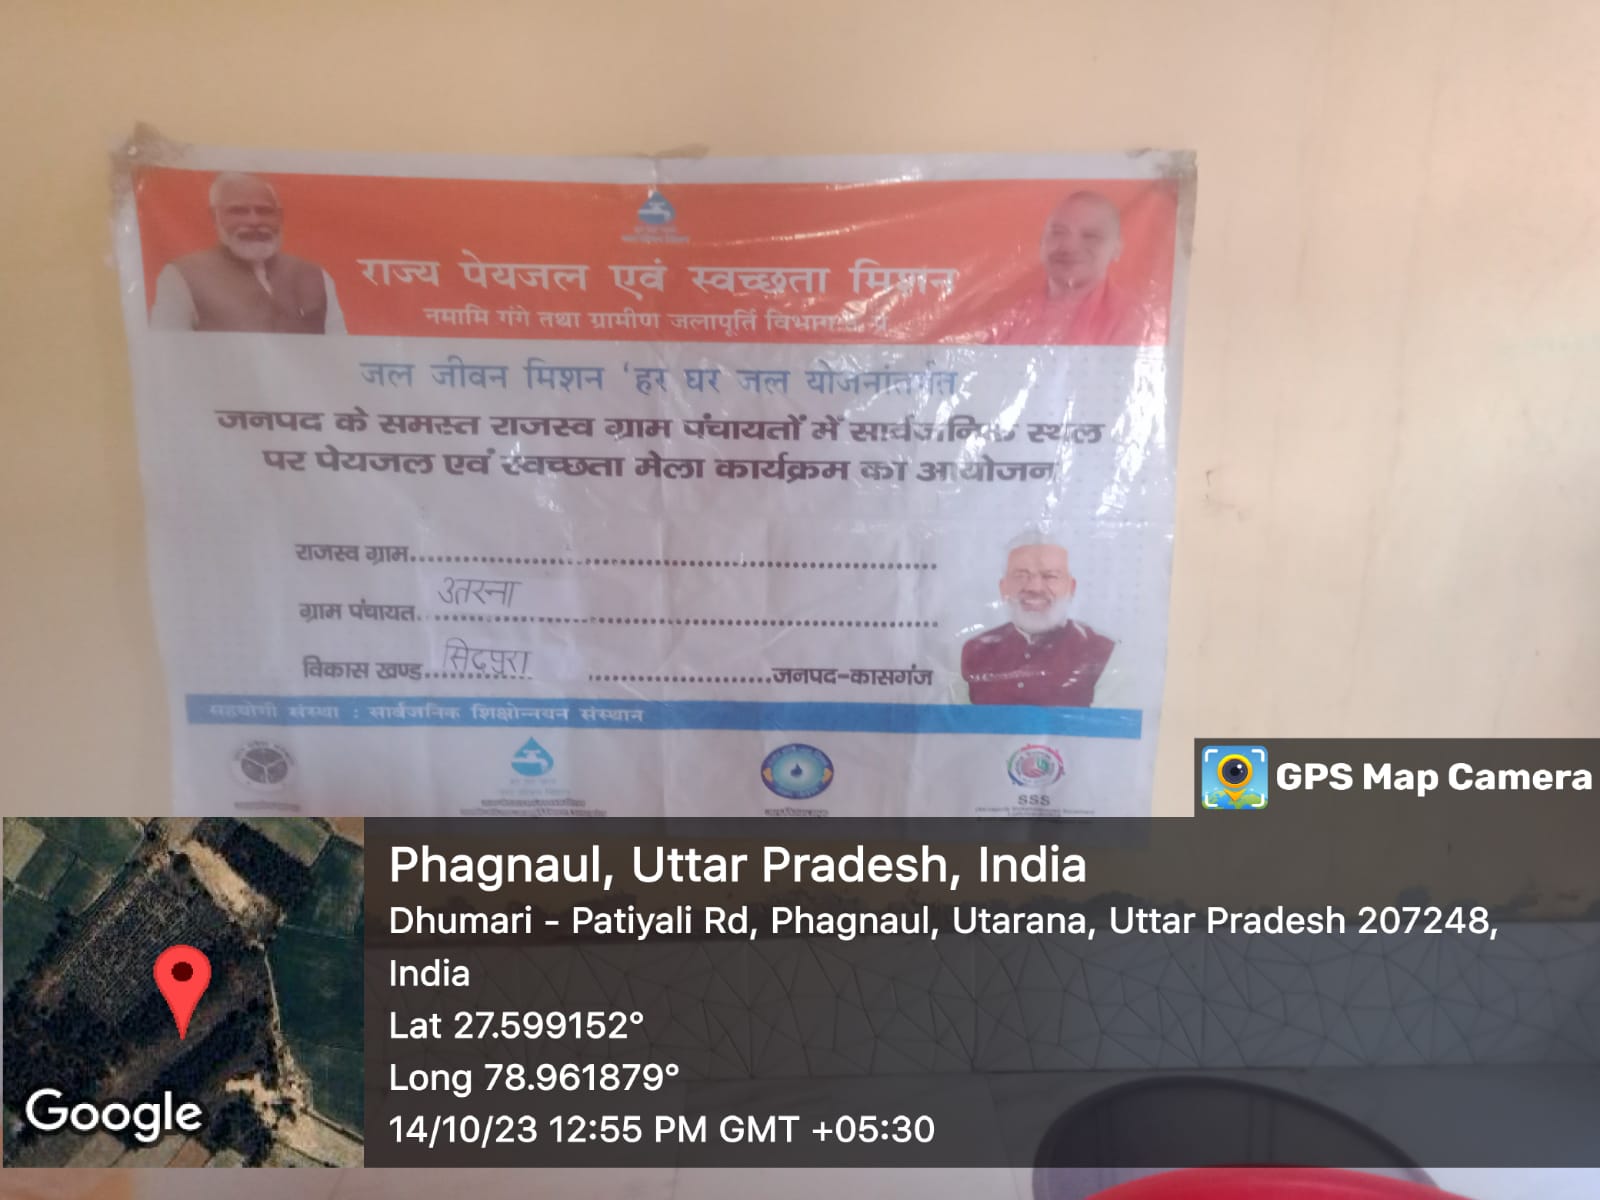 राज्य पेयजल एवं स्वच्छता मिशन
नमामि गंगे तथा ग्रामीण जलापूर्ति विभाग उ. प्र.
जल जीवन मिशन 'हर घर जल योजनांतर्गत
जनपद के समस्त राजस्व ग्राम पंचायतों में सार्वजनिक स्थल
पर पेयजल एवं स्वच्छता मेला कार्यक्रम का आयोजन
राजस्व ग्राम
उतरना
ग्राम पंचायत
सिढ़पुरा
विकास खण्ड जनपद-कासगंज
सहयोगी संस्था : सार्वजनिक शिक्षोन्नयन संस्थान
SSS
GPS Map Camera
Phagnaul, Uttar Pradesh, India
Dhumari - Patiyali Rd, Phagnaul, Utarana, Uttar Pradesh 207248,
India
Lat 27.599152°
Long 78.961879°
14/10/23 12:55 PM GMT +05:30
Google